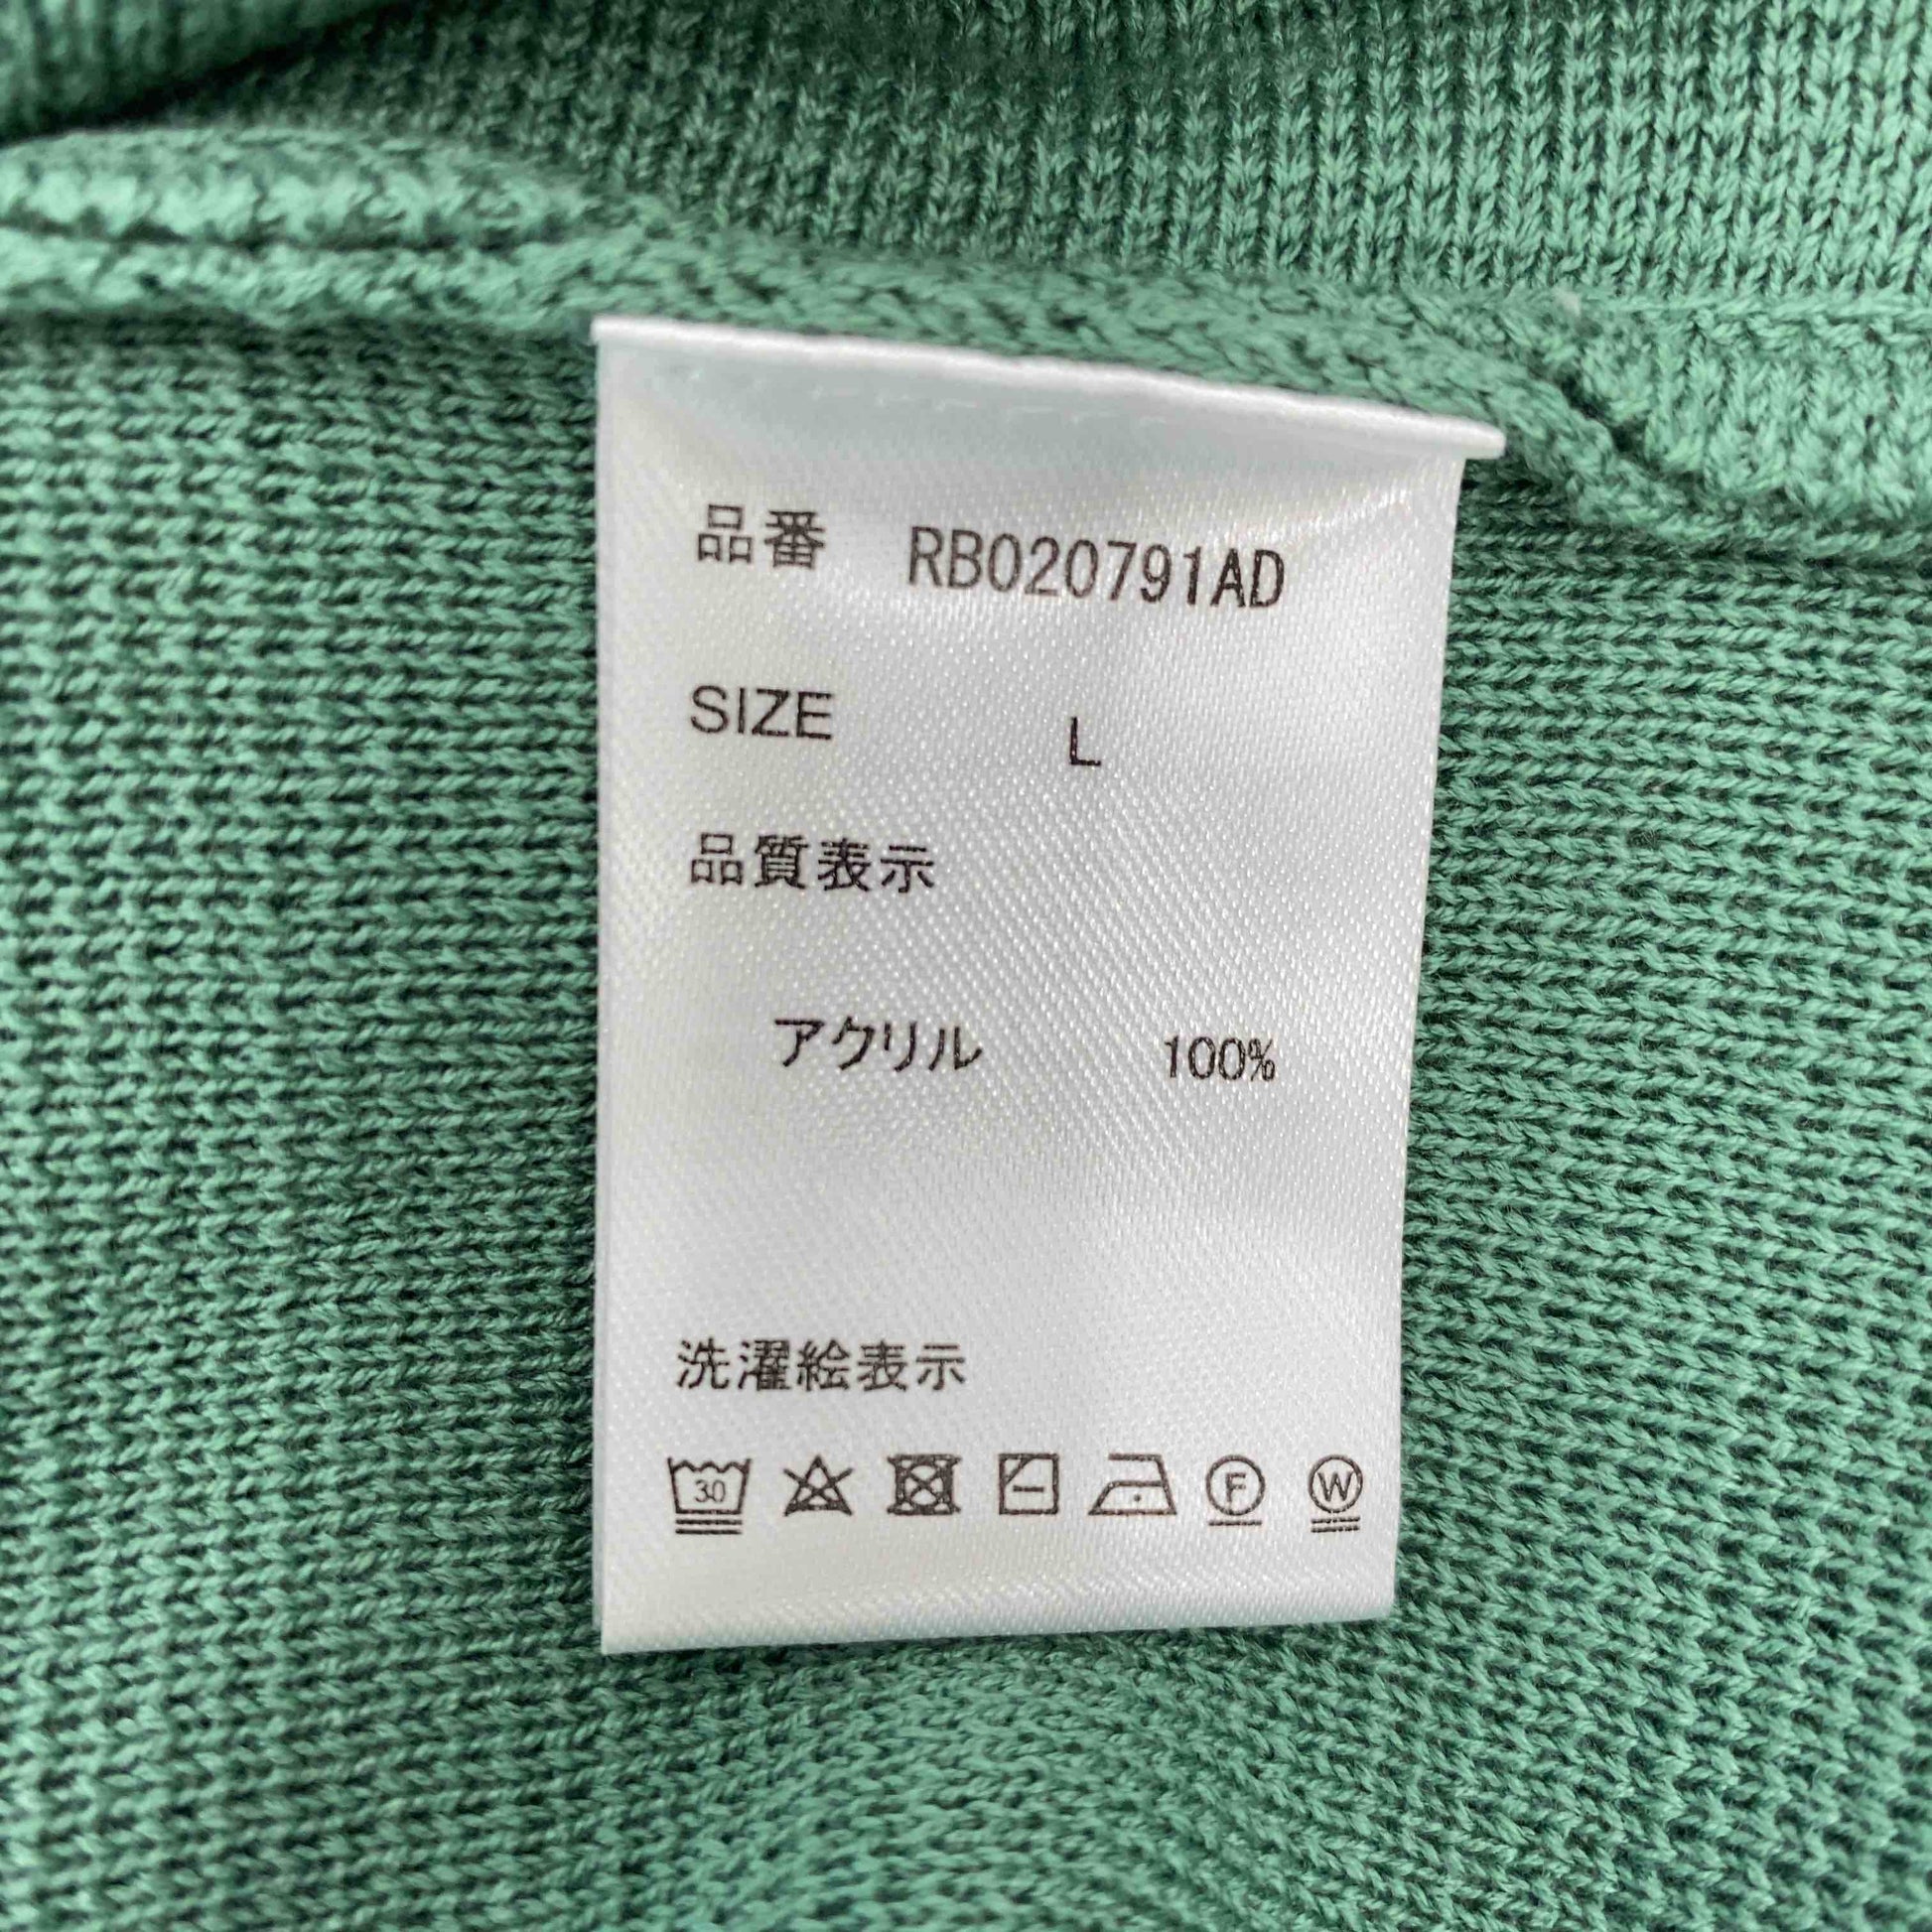 品番 RB020791AD
SIZE L
品質表示
アクリル 100%
洗濯絵表示
30 F W